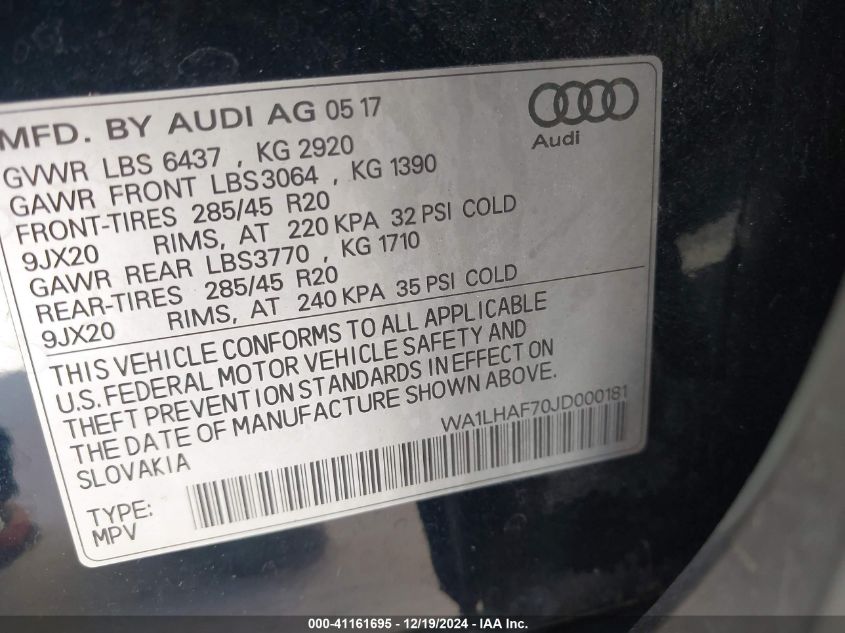 MFD. BY AUDI AG 05 17
Audi
GVWR LBS 6437 , KG 2920
GAWR FRONT LBS3064 , KG 1390
FRONT-TIRES 285/45 R20
9JX20 RIMS, AT 220 KPA 32 PSI COLD
GAWR REAR LBS3770 , KG 1710
REAR-TIRES 285/45 R20
9JX20 RIMS, AT 240 KPA 35 PSI COLD
THIS VEHICLE CONFORMS TO ALL APPLICABLE
U.S. FEDERAL MOTOR VEHICLE SAFETY AND
THEFT PREVENTION STANDARDS IN EFFECT ON
THE DATE OF MANUFACTURE SHOWN ABOVE.
SLOVAKIA WA1LHAF70JD000181
TYPE:
MPV
000-41161695 - 12/19/2024 - IAA Inc.